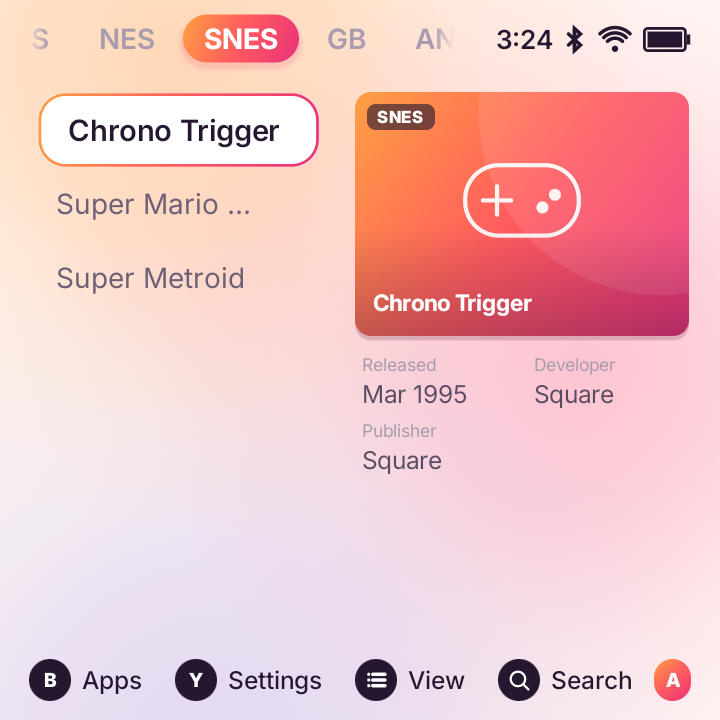 S NES SNES GB AN 3:24
Chrono Trigger
Super Mario ...
Super Metroid
SNES
Chrono Trigger
Released Developer
Mar 1995 Square
Publisher
Square
B Apps Y Settings View Search A